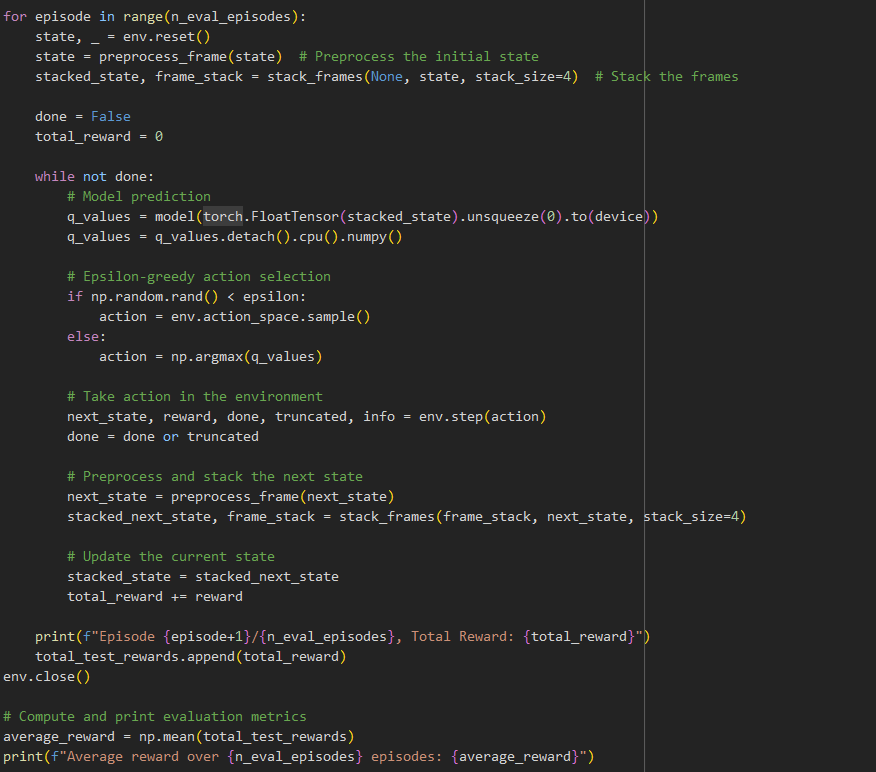 for episode in range(n_eval_episodes):
    state, _ = env.reset()
    state = preprocess_frame(state)  # Preprocess the initial state
    stacked_state, frame_stack = stack_frames(None, state, stack_size=4)  # Stack the frames

    done = False
    total_reward = 0

    while not done:
        # Model prediction
        q_values = model(torch.FloatTensor(stacked_state).unsqueeze(0).to(device))
        q_values = q_values.detach().cpu().numpy()

        # Epsilon-greedy action selection
        if np.random.rand() < epsilon:
            action = env.action_space.sample()
        else:
            action = np.argmax(q_values)

        # Take action in the environment
        next_state, reward, done, truncated, info = env.step(action)
        done = done or truncated

        # Preprocess and stack the next state
        next_state = preprocess_frame(next_state)
        stacked_next_state, frame_stack = stack_frames(frame_stack, next_state, stack_size=4)

        # Update the current state
        stacked_state = stacked_next_state
        total_reward += reward

    print(f"Episode {episode+1}/{n_eval_episodes}, Total Reward: {total_reward}")
    total_test_rewards.append(total_reward)
env.close()

# Compute and print evaluation metrics
average_reward = np.mean(total_test_rewards)
print(f"Average reward over {n_eval_episodes} episodes: {average_reward}")